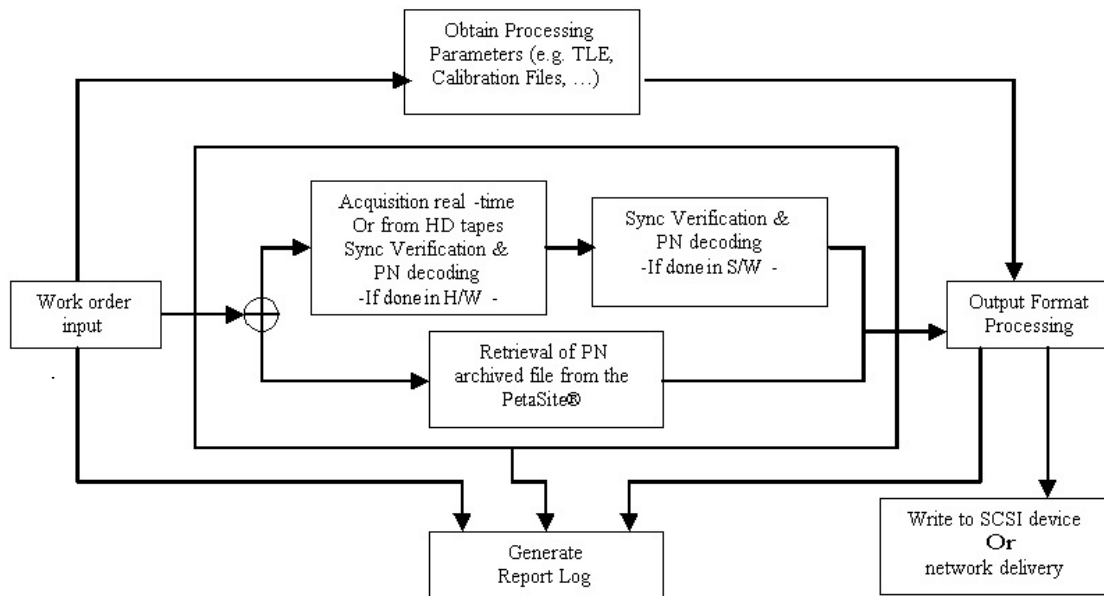 Obtain Processing
Parameters (e.g. TLE,
Calibration Files, …)
Acquisition real -time
Or from HD tapes
Sync Verification &
PN decoding
-If done in H/W -
Sync Verification &
PN decoding
-If done in S/W -
Work order
input
Output Format
Processing
Retrieval of PN
archived file from the
PetaSite®
Generate
Report Log
Write to SCSI device
Or
network delivery